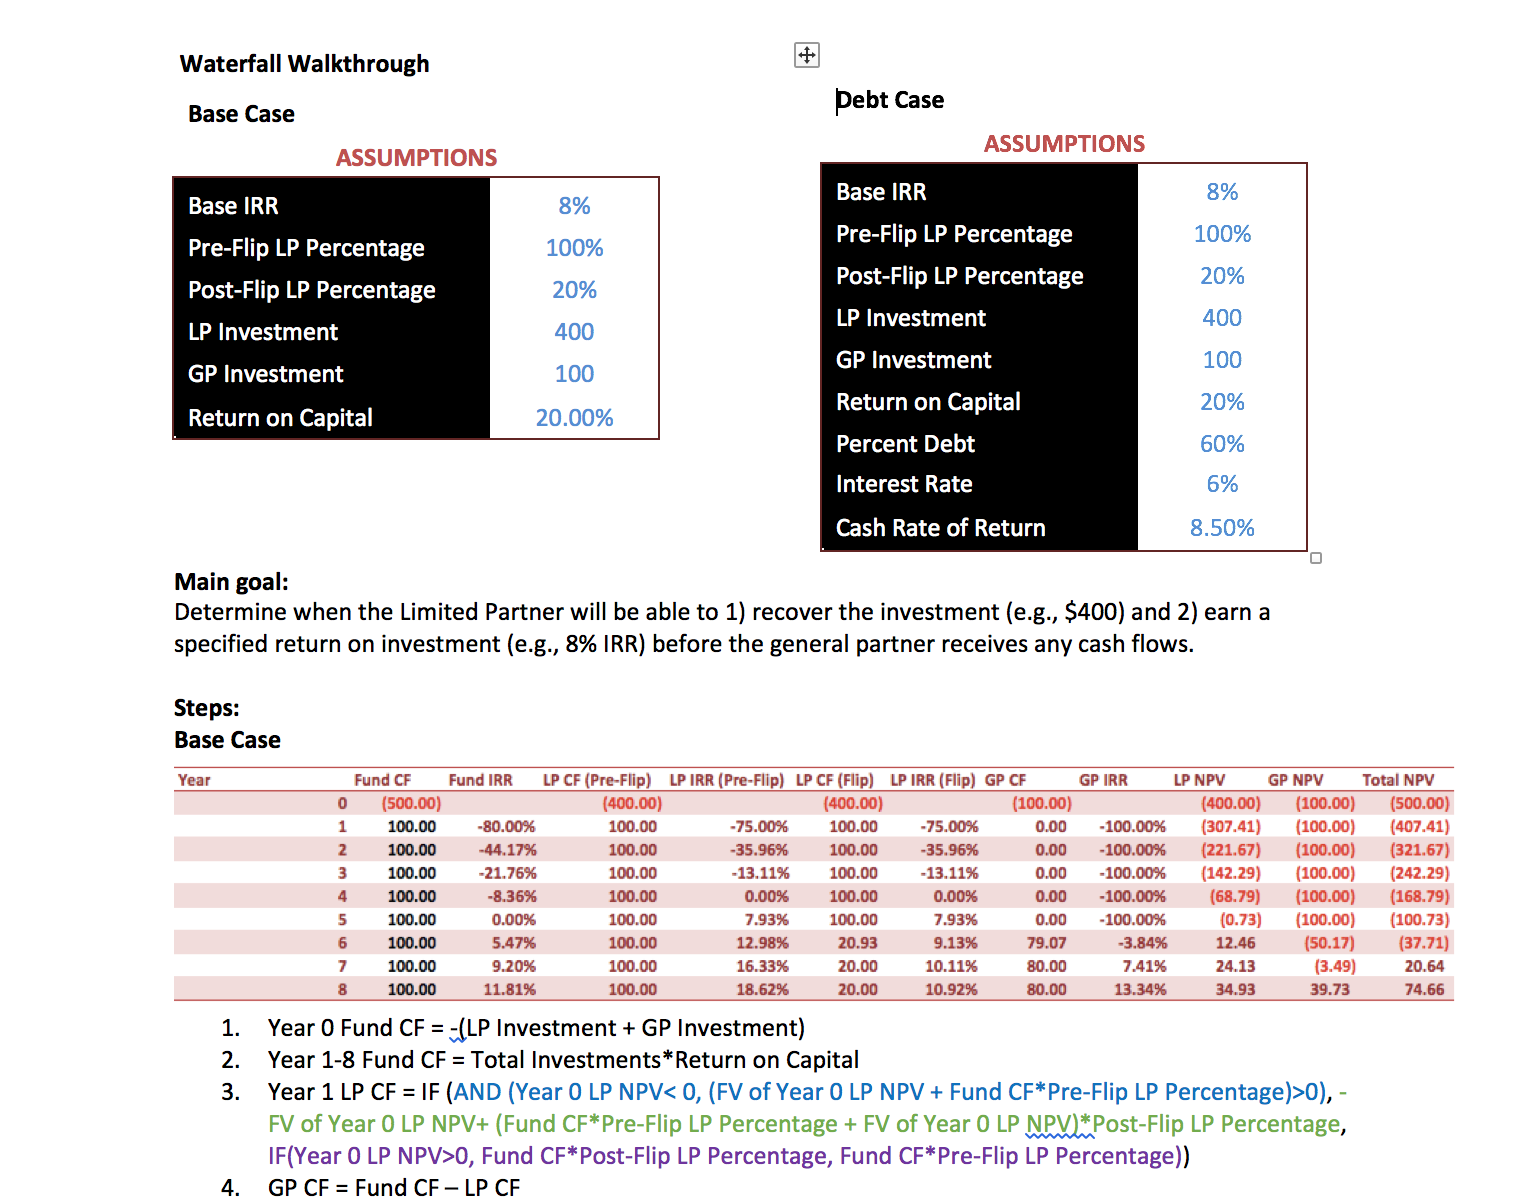 Waterfall Walkthrough
Base Case
ASSUMPTIONS
Base IRR 8%
Pre-Flip LP Percentage 100%
Post-Flip LP Percentage 20%
LP Investment 400
GP Investment 100
Return on Capital 20.00%
Debt Case
ASSUMPTIONS
Base IRR 8%
Pre-Flip LP Percentage 100%
Post-Flip LP Percentage 20%
LP Investment 400
GP Investment 100
Return on Capital 20%
Percent Debt 60%
Interest Rate 6%
Cash Rate of Return 8.50%
Main goal:
Determine when the Limited Partner will be able to 1) recover the investment (e.g., $400) and 2) earn a
specified return on investment (e.g., 8% IRR) before the general partner receives any cash flows.
Steps:
Base Case
Year Fund CF Fund IRR LP CF (Pre-Flip) LP IRR (Pre-Flip) LP CF (Flip) LP IRR (Flip) GP CF GP IRR LP NPV GP NPV Total NPV
0 (500.00) (400.00) (400.00) (100.00) (400.00) (100.00) (500.00)
1 100.00 -80.00% 100.00 -75.00% 100.00 -75.00% 0.00 -100.00% (307.41) (100.00) (407.41)
2 100.00 -44.17% 100.00 -35.96% 100.00 -35.96% 0.00 -100.00% (221.67) (100.00) (321.67)
3 100.00 -21.76% 100.00 -13.11% 100.00 -13.11% 0.00 -100.00% (142.29) (100.00) (242.29)
4 100.00 -8.36% 100.00 0.00% 100.00 0.00% 0.00 -100.00% (68.79) (100.00) (168.79)
5 100.00 0.00% 100.00 7.93% 100.00 7.93% 0.00 -100.00% (0.73) (100.00) (100.73)
6 100.00 5.47% 100.00 12.98% 20.93 9.13% 79.07 -3.84% 12.46 (50.17) (37.71)
7 100.00 9.20% 100.00 16.33% 20.00 10.11% 80.00 7.41% 24.13 (3.49) 20.64
8 100.00 11.81% 100.00 18.62% 20.00 10.92% 80.00 13.34% 34.93 39.73 74.66
1. Year 0 Fund CF = -(LP Investment + GP Investment)
2. Year 1-8 Fund CF = Total Investments*Return on Capital
3. Year 1 LP CF = IF (AND (Year 0 LP NPV< 0, (FV of Year 0 LP NPV + Fund CF*Pre-Flip LP Percentage)>0), -
FV of Year 0 LP NPV+ (Fund CF*Pre-Flip LP Percentage + FV of Year 0 LP NPV)*Post-Flip LP Percentage,
IF(Year 0 LP NPV>0, Fund CF*Post-Flip LP Percentage, Fund CF*Pre-Flip LP Percentage))
4. GP CF = Fund CF – LP CF